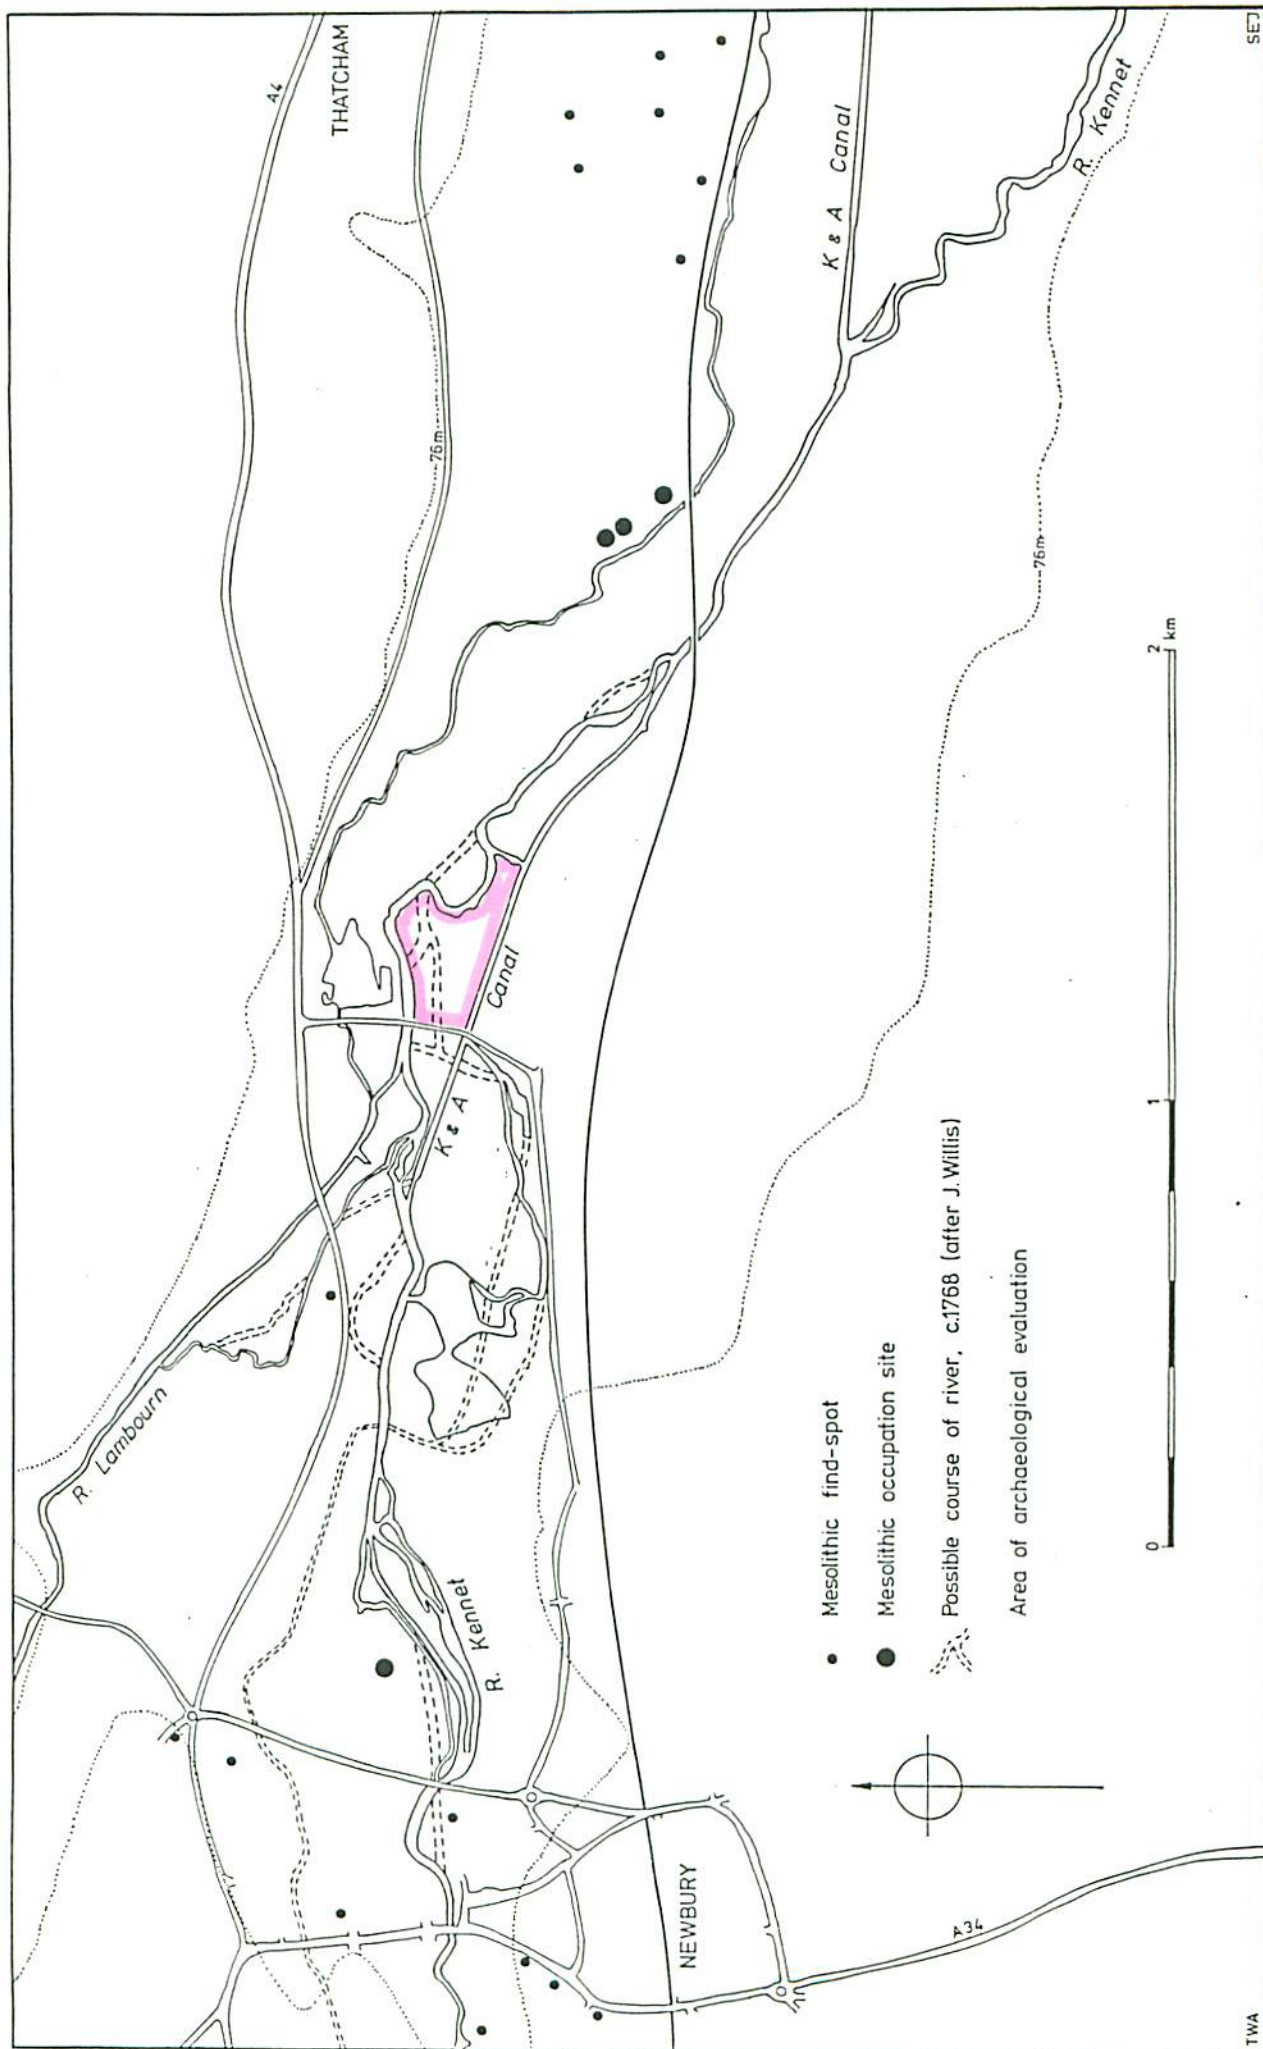 A4
THATCHAM
76m
R. Lambourn
K & A Canal
R. Kennet
K & A Canal
R. Kennet
76m
NEWBURY
A34
Mesolithic find-spot
Mesolithic occupation site
Possible course of river, c.1768 (after J. Willis)
Area of archaeological evaluation
0
1
2
km
TWA
SEJ